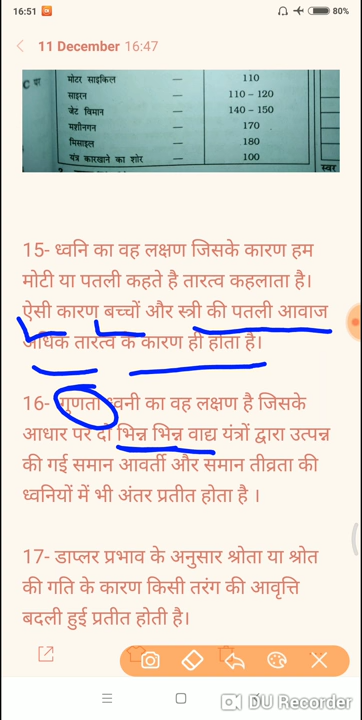 16:51
80%
11 December 16:47
मोटर साइकिल — 110
साइरन — 110 – 120
जेट विमान — 140 – 150
मशीनगन — 170
मिसाइल — 180
यंत्र कारखाने का शोर — 100
स्वर
15- ध्वनि का वह लक्षण जिसके कारण हम
मोटी या पतली कहते है तारत्व कहलाता है।
ऐसी कारण बच्चों और स्त्री की पतली आवाज
अधिक तारत्व के कारण ही होता है।
16- गुणता ध्वनी का वह लक्षण है जिसके
आधार पर दो भिन्न भिन्न वाद्य यंत्रों द्वारा उत्पन्न
की गई समान आवर्ती और समान तीव्रता की
ध्वनियों में भी अंतर प्रतीत होता है ।
17- डाप्लर प्रभाव के अनुसार श्रोता या श्रोत
की गति के कारण किसी तरंग की आवृत्ति
बदली हुई प्रतीत होती है।
DU Recorder